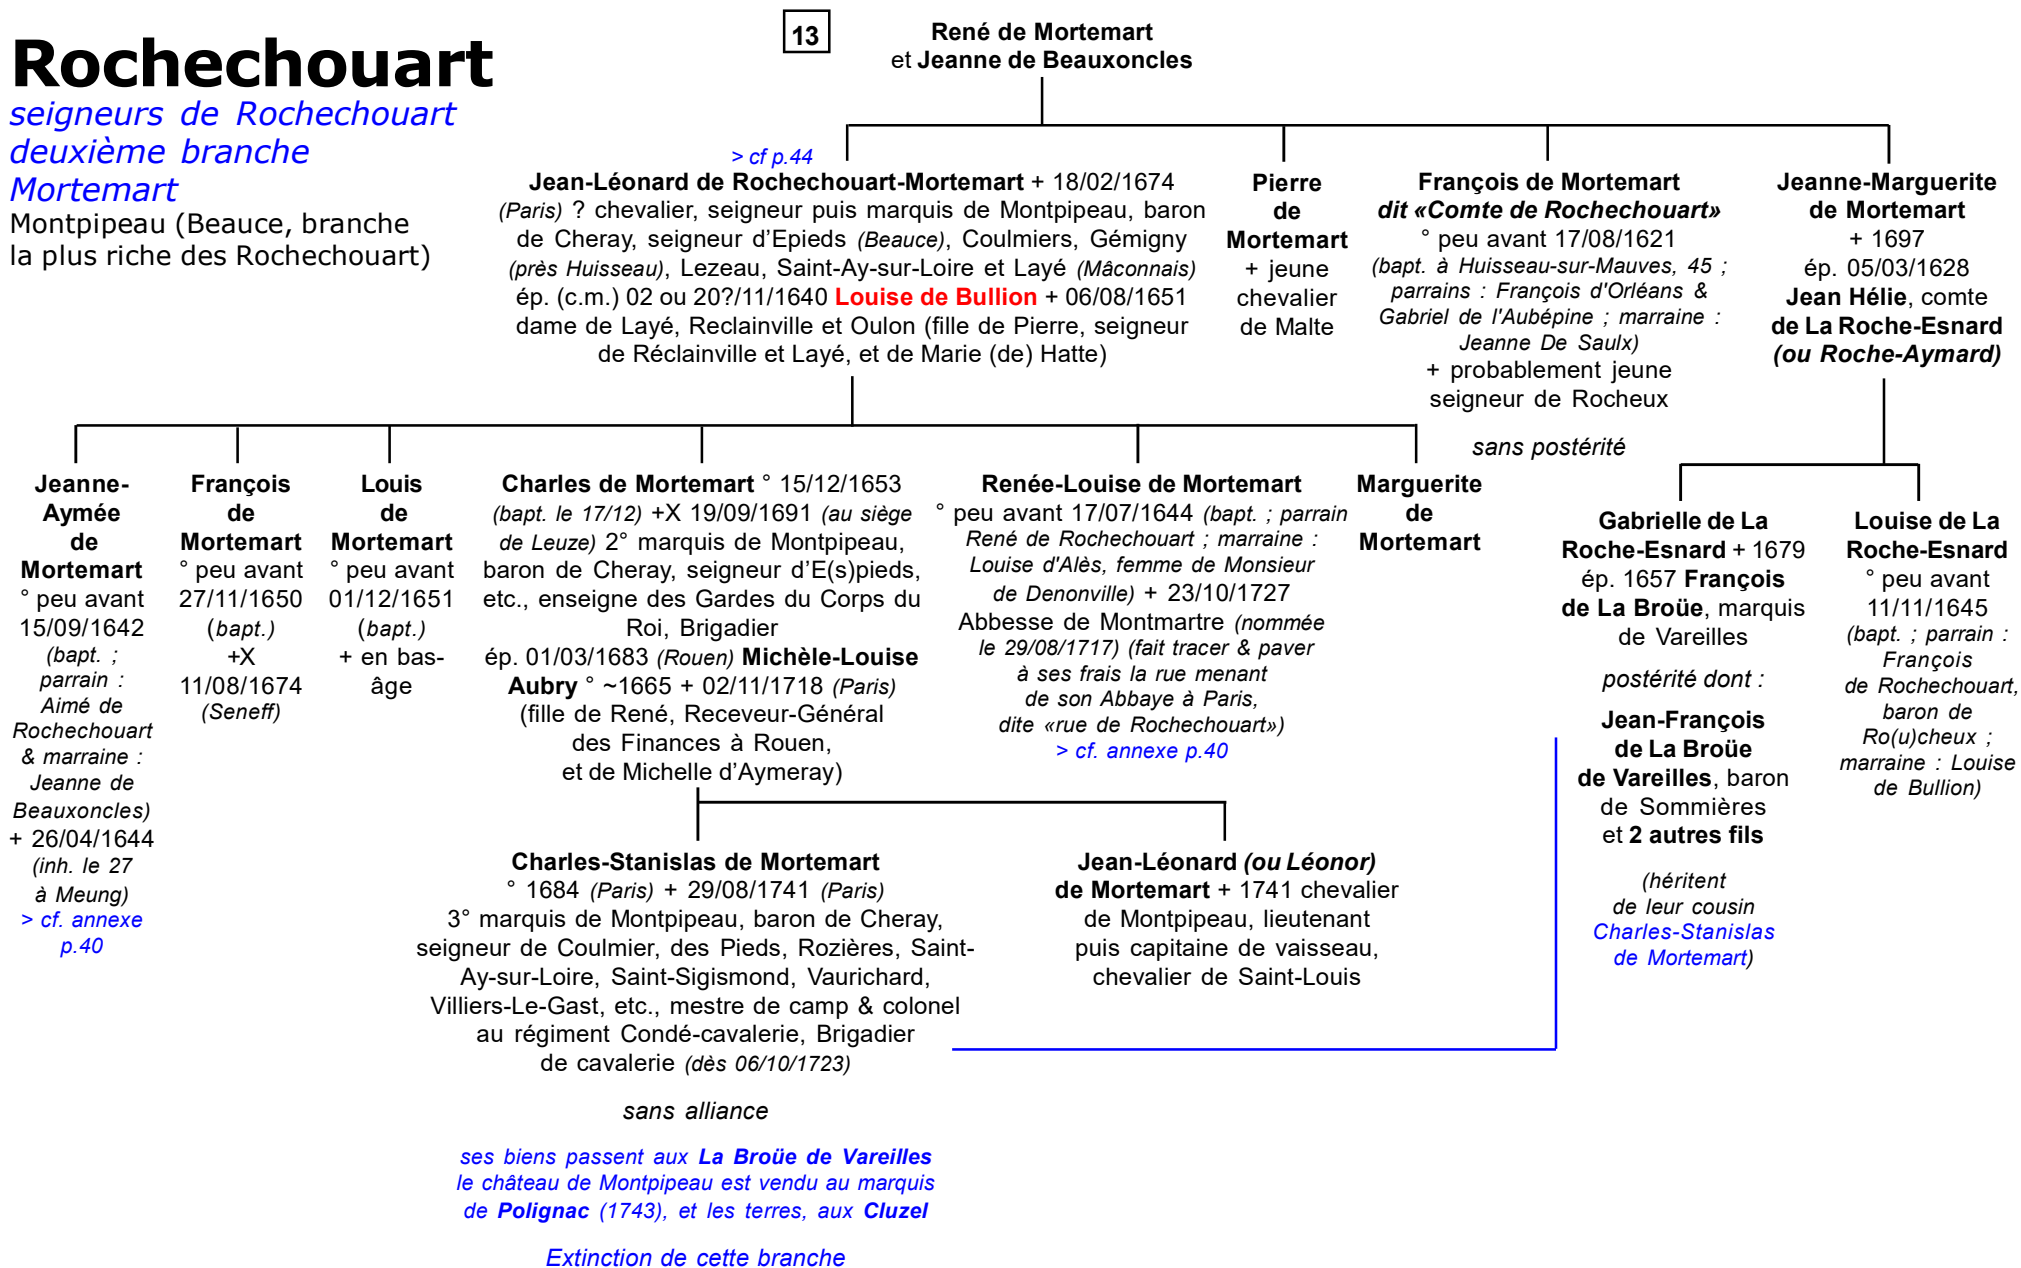 Rochechouart
seigneurs de Rochechouart
deuxième branche
Mortemart
Montpipeau (Beauce, branche
la plus riche des Rochechouart)
13
René de Mortemart
et Jeanne de Beauxoncles
> cf p.44
Jean-Léonard de Rochechouart-Mortemart + 18/02/1674
(Paris) ? chevalier, seigneur puis marquis de Montpipeau, baron
de Cheray, seigneur d'Epieds (Beauce), Coulmiers, Gémigny
(près Huisseau), Lezeau, Saint-Ay-sur-Loire et Layé (Mâconnais)
ép. (c.m.) 02 ou 20?/11/1640 Louise de Bullion + 06/08/1651
dame de Layé, Reclainville et Oulon (fille de Pierre, seigneur
de Réclainville et Layé, et de Marie (de) Hatte)
Pierre
de
Mortemart
+ jeune
chevalier
de Malte
François de Mortemart
dit «Comte de Rochechouart»
° peu avant 17/08/1621
(bapt. à Huisseau-sur-Mauves, 45 ;
parrains : François d'Orléans &
Gabriel de l'Aubépine ; marraine :
Jeanne De Saulx)
+ probablement jeune
seigneur de Rocheux
sans postérité
Jeanne-Marguerite
de Mortemart
+ 1697
ép. 05/03/1628
Jean Hélie, comte
de La Roche-Esnard
(ou Roche-Aymard)
Jeanne-
Aymée
de
Mortemart
° peu avant
15/09/1642
(bapt. ;
parrain :
Aimé de
Rochechouart
& marraine :
Jeanne de
Beauxoncles)
+ 26/04/1644
(inh. le 27
à Meung)
> cf. annexe
p.40
François
de
Mortemart
° peu avant
27/11/1650
(bapt.)
+X
11/08/1674
(Seneff)
Louis
de
Mortemart
° peu avant
01/12/1651
(bapt.)
+ en bas-
âge
Charles de Mortemart ° 15/12/1653
(bapt. le 17/12) +X 19/09/1691 (au siège
de Leuze) 2° marquis de Montpipeau,
baron de Cheray, seigneur d'E(s)pieds,
etc., enseigne des Gardes du Corps du
Roi, Brigadier
ép. 01/03/1683 (Rouen) Michèle-Louise
Aubry ° ~1665 + 02/11/1718 (Paris)
(fille de René, Receveur-Général
des Finances à Rouen,
et de Michelle d'Aymeray)
Renée-Louise de Mortemart
° peu avant 17/07/1644 (bapt. ; parrain
René de Rochechouart ; marraine :
Louise d'Alès, femme de Monsieur
de Denonville) + 23/10/1727
Abbesse de Montmartre (nommée
le 29/08/1717) (fait tracer & paver
à ses frais la rue menant
de son Abbaye à Paris,
dite «rue de Rochechouart»)
> cf. annexe p.40
Marguerite
de
Mortemart
Gabrielle de La
Roche-Esnard + 1679
ép. 1657 François
de La Broüe, marquis
de Vareilles
postérité dont :
Jean-François
de La Broüe
de Vareilles, baron
de Sommières
et 2 autres fils
(héritent
de leur cousin
Charles-Stanislas
de Mortemart)
Louise de La
Roche-Esnard
° peu avant
11/11/1645
(bapt. ; parrain :
François
de Rochechouart,
baron de
Ro(u)cheux ;
marraine : Louise
de Bullion)
Charles-Stanislas de Mortemart
° 1684 (Paris) + 29/08/1741 (Paris)
3° marquis de Montpipeau, baron de Cheray,
seigneur de Coulmier, des Pieds, Rozières, Saint-
Ay-sur-Loire, Saint-Sigismond, Vaurichard,
Villiers-Le-Gast, etc., mestre de camp & colonel
au régiment Condé-cavalerie, Brigadier
de cavalerie (dès 06/10/1723)
sans alliance
ses biens passent aux La Broüe de Vareilles
le château de Montpipeau est vendu au marquis
de Polignac (1743), et les terres, aux Cluzel
Extinction de cette branche
Jean-Léonard (ou Léonor)
de Mortemart + 1741 chevalier
de Montpipeau, lieutenant
puis capitaine de vaisseau,
chevalier de Saint-Louis